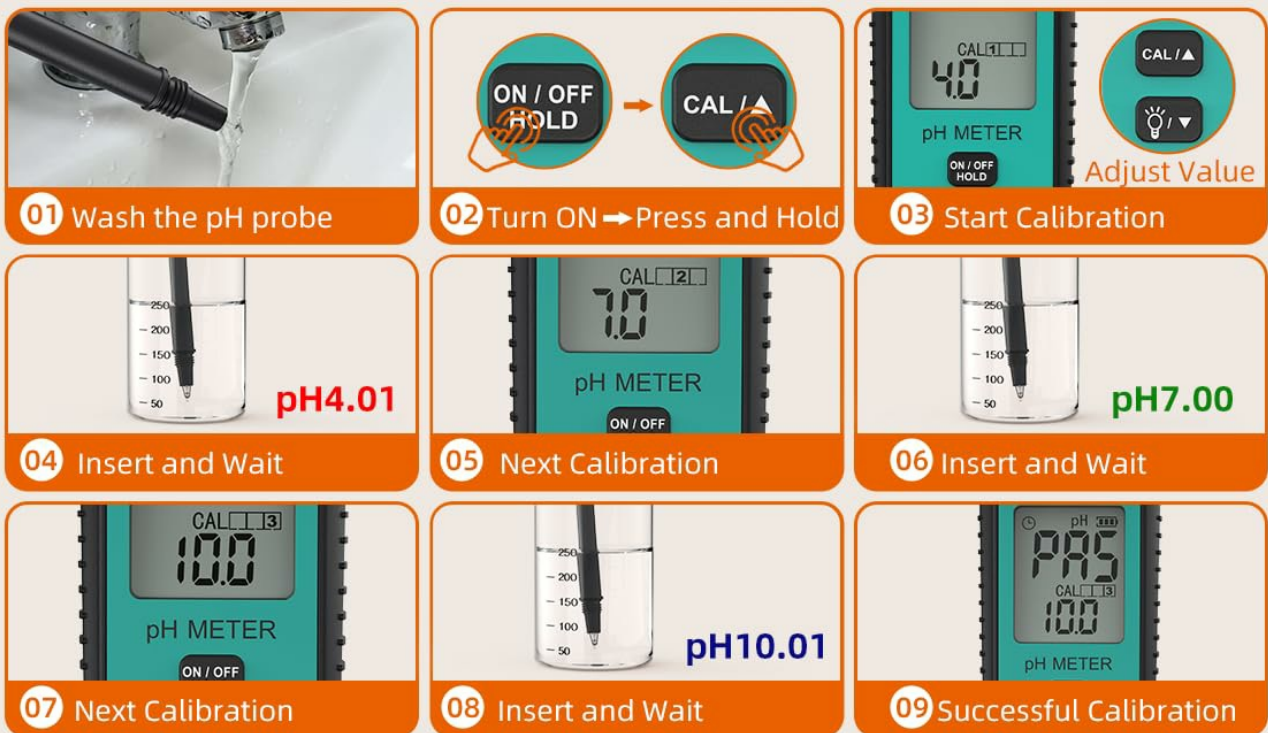 01 Wash the pH probe
ON / OFF
HOLD
CAL / ▲
02 Turn ON → Press and Hold
CAL 1
4.0
pH METER
ON / OFF
HOLD
CAL / ▲
/ ▼
Adjust Value
03 Start Calibration
250
200
150
100
50
pH4.01
04 Insert and Wait
CAL 2
7.0
pH METER
ON / OFF
05 Next Calibration
250
200
150
100
50
pH7.00
06 Insert and Wait
CAL 3
10.0
pH METER
ON / OFF
07 Next Calibration
250
200
150
100
50
pH10.01
08 Insert and Wait
pH
PAS
CAL 3
10.0
pH METER
09 Successful Calibration